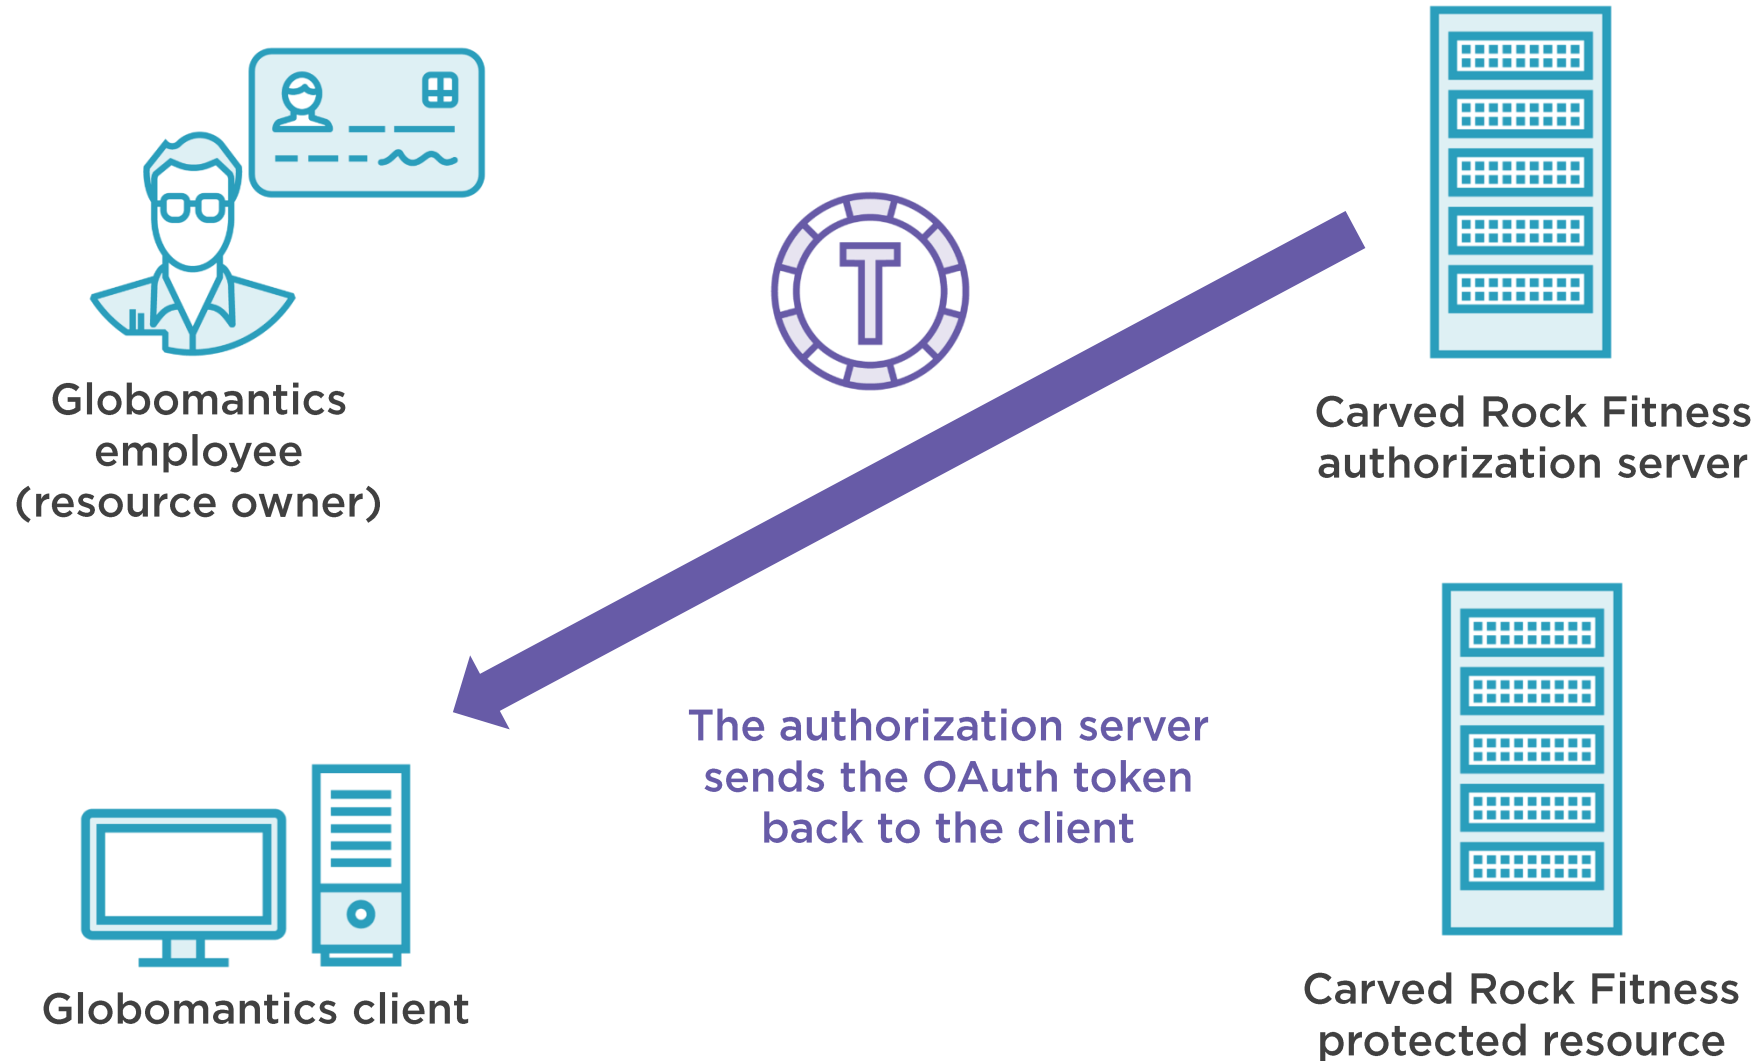 T
Globomantics
employee
(resource owner)
Carved Rock Fitness
authorization server
The authorization server
sends the OAuth token
back to the client
Globomantics client
Carved Rock Fitness
protected resource